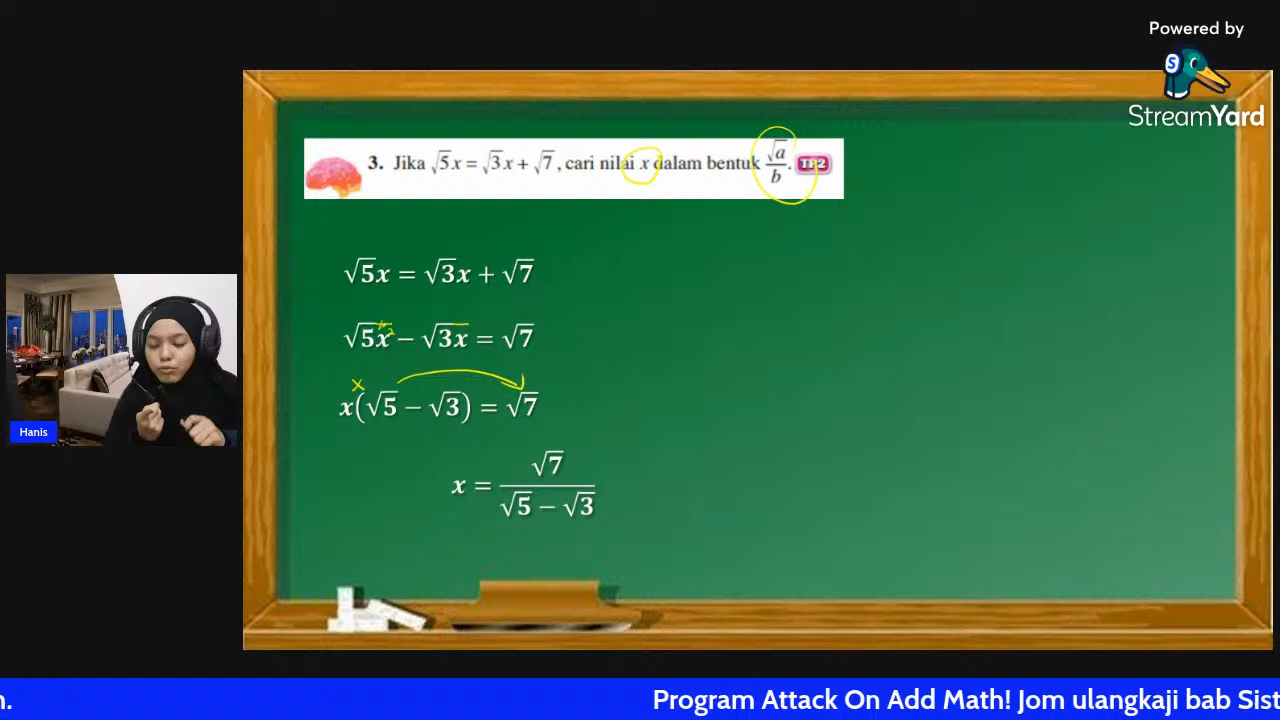 Powered by
StreamYard
3. Jika √5x = √3x + √7, cari nilai x dalam bentuk √a/b. TP2
√5x = √3x + √7
√5x − √3x = √7
x
x(√5 − √3) = √7
x = √7/(√5 − √3)
Hanis
n.
Program Attack On Add Math! Jom ulangkaji bab Sist